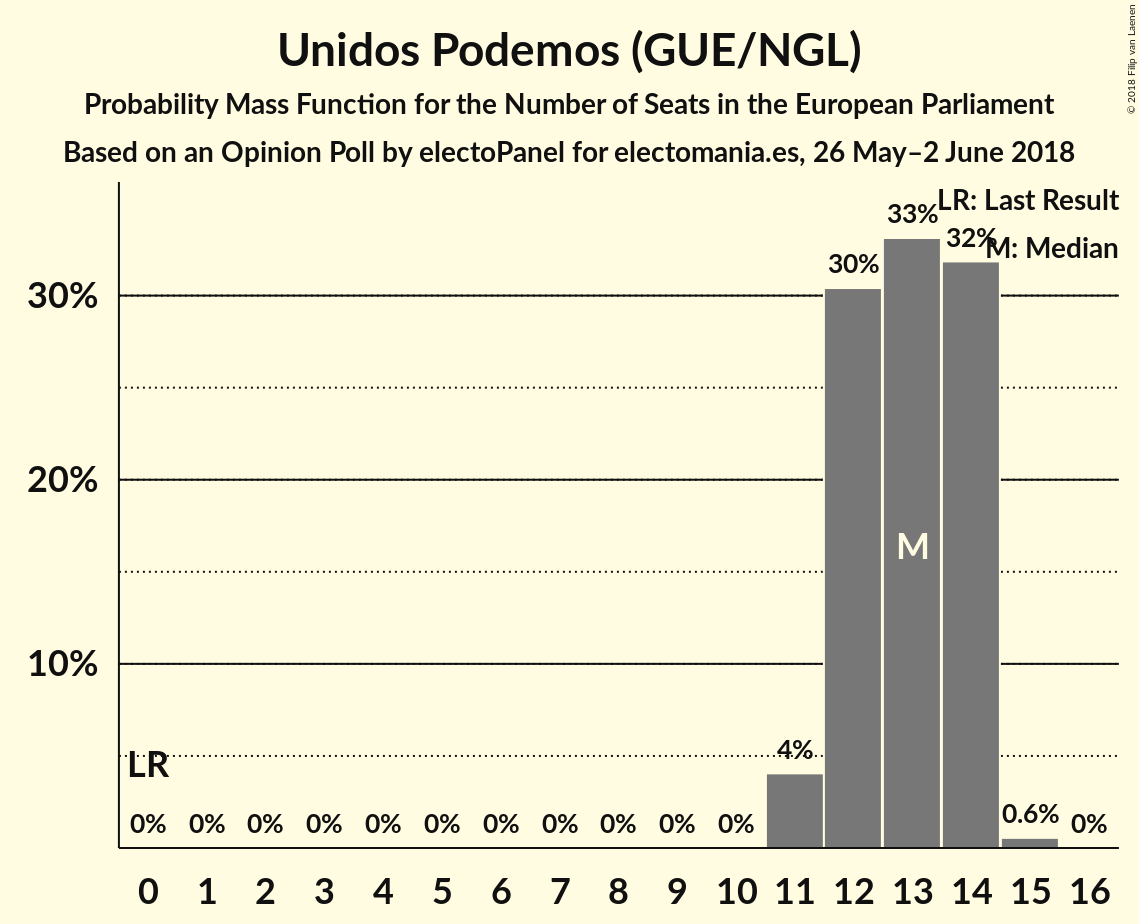 Unidos Podemos (GUE/NGL)
Probability Mass Function for the Number of Seats in the European Parliament
Based on an Opinion Poll by electoPanel for electomania.es, 26 May–2 June 2018
© 2018 Filip van Laenen
LR: Last Result
M: Median
33%
32%
30%
30%
20%
M
10%
4%
LR
0.6%
0% 0% 0% 0% 0% 0% 0% 0% 0% 0% 0% 0%
0 1 2 3 4 5 6 7 8 9 10 11 12 13 14 15 16